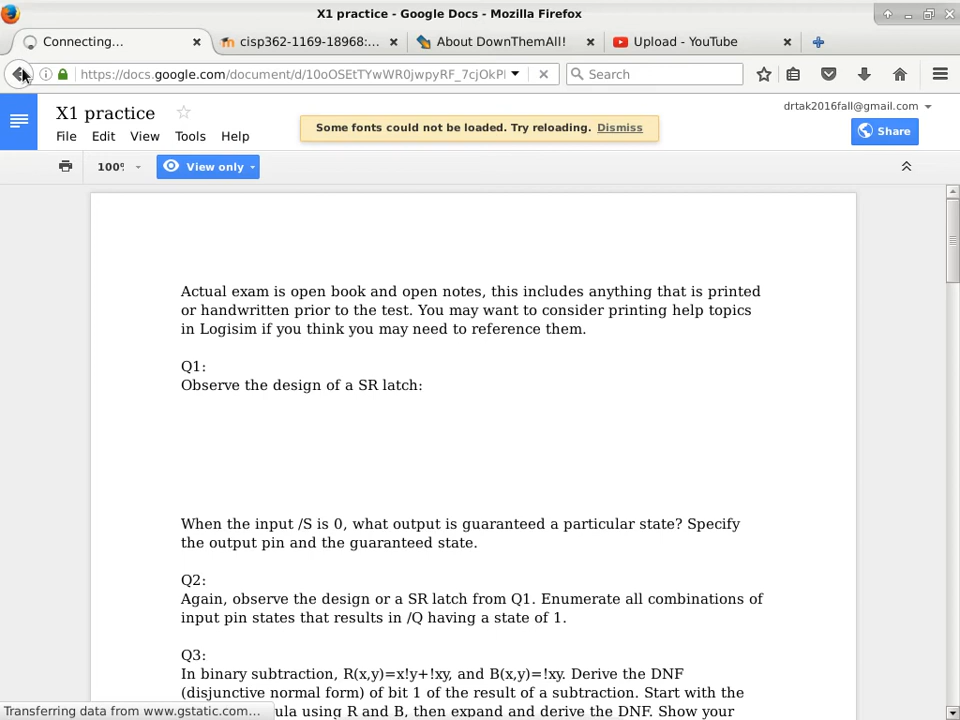 X1 practice - Google Docs - Mozilla Firefox
Connecting...
cisp362-1169-18968:...
About DownThemAll!
Upload - YouTube
https://docs.google.com/document/d/10oOSEtTYwWR0jwpyRF_7cjOkPl
Search
X1 practice
drtak2016fall@gmail.com
File Edit View Tools Help
Some fonts could not be loaded. Try reloading. Dismiss
Share
100%
View only
Actual exam is open book and open notes, this includes anything that is printed
or handwritten prior to the test. You may want to consider printing help topics
in Logisim if you think you may need to reference them.
Q1:
Observe the design of a SR latch:
When the input /S is 0, what output is guaranteed a particular state? Specify
the output pin and the guaranteed state.
Q2:
Again, observe the design or a SR latch from Q1. Enumerate all combinations of
input pin states that results in /Q having a state of 1.
Q3:
In binary subtraction, R(x,y)=x!y+!xy, and B(x,y)=!xy. Derive the DNF
(disjunctive normal form) of bit 1 of the result of a subtraction. Start with the
ula using R and B, then expand and derive the DNF. Show your
Transferring data from www.gstatic.com...